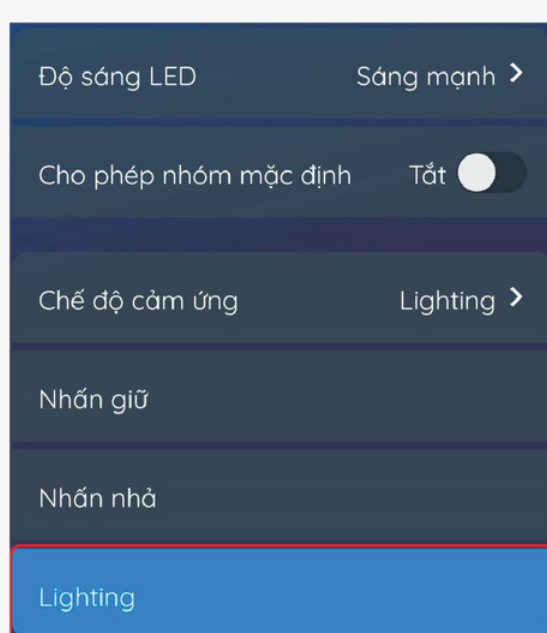 Độ sáng LED Sáng mạnh
Cho phép nhóm mặc định Tắt
Chế độ cảm ứng Lighting
Nhấn giữ
Nhấn nhả
Lighting